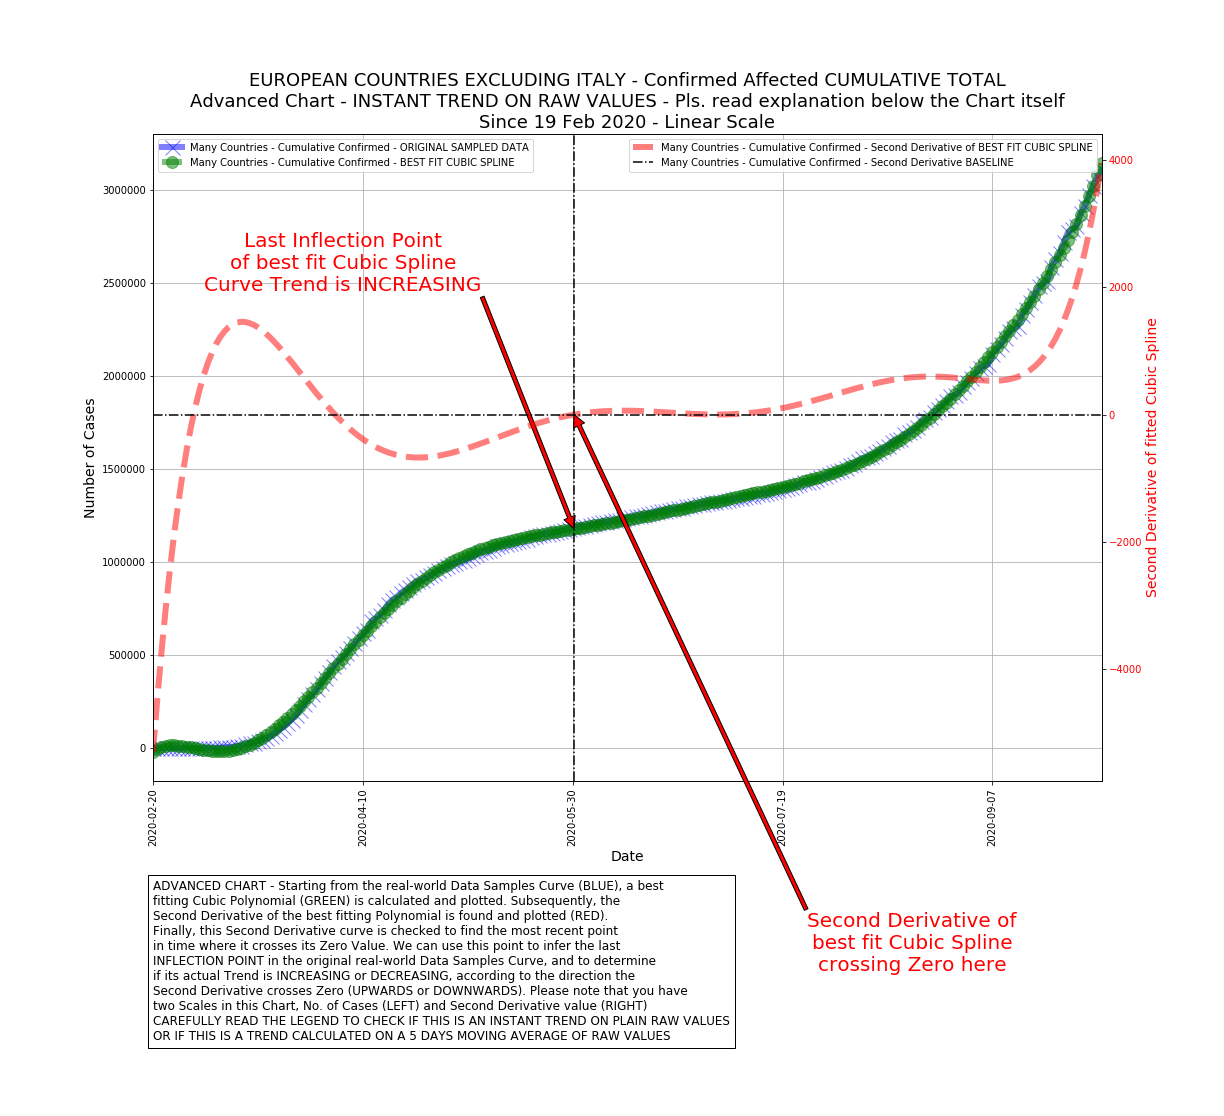 EUROPEAN COUNTRIES EXCLUDING ITALY - Confirmed Affected CUMULATIVE TOTAL
Advanced Chart - INSTANT TREND ON RAW VALUES - Pls. read explanation below the Chart itself
Since 19 Feb 2020 - Linear Scale
Many Countries - Cumulative Confirmed - ORIGINAL SAMPLED DATA
Many Countries - Cumulative Confirmed - BEST FIT CUBIC SPLINE
Many Countries - Cumulative Confirmed - Second Derivative of BEST FIT CUBIC SPLINE
Many Countries - Cumulative Confirmed - Second Derivative BASELINE
Last Inflection Point
of best fit Cubic Spline
Curve Trend is INCREASING
Number of Cases
3000000
2500000
2000000
1500000
1000000
500000
0
4000
2000
0
−2000
−4000
Second Derivative of fitted Cubic Spline
2020-02-20
2020-04-10
2020-05-30
2020-07-19
2020-09-07
Date
ADVANCED CHART - Starting from the real-world Data Samples Curve (BLUE), a best
fitting Cubic Polynomial (GREEN) is calculated and plotted. Subsequently, the
Second Derivative of the best fitting Polynomial is found and plotted (RED).
Finally, this Second Derivative curve is checked to find the most recent point
in time where it crosses its Zero Value. We can use this point to infer the last
INFLECTION POINT in the original real-world Data Samples Curve, and to determine
if its actual Trend is INCREASING or DECREASING, according to the direction the
Second Derivative crosses Zero (UPWARDS or DOWNWARDS). Please note that you have
two Scales in this Chart, No. of Cases (LEFT) and Second Derivative value (RIGHT)
CAREFULLY READ THE LEGEND TO CHECK IF THIS IS AN INSTANT TREND ON PLAIN RAW VALUES
OR IF THIS IS A TREND CALCULATED ON A 5 DAYS MOVING AVERAGE OF RAW VALUES
Second Derivative of
best fit Cubic Spline
crossing Zero here